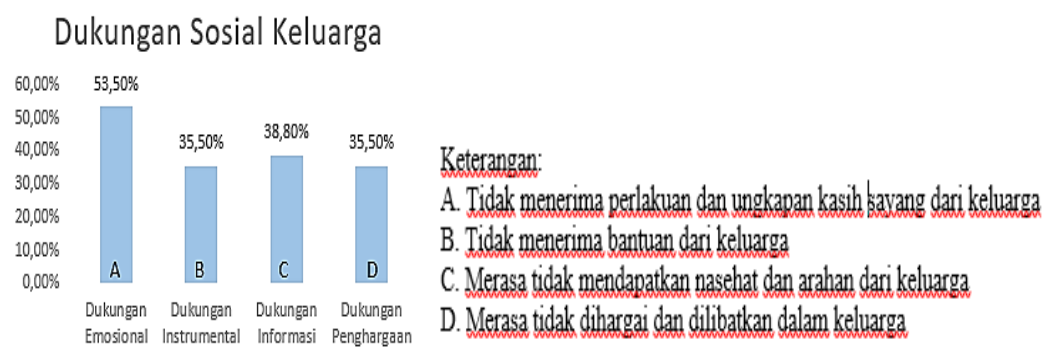 Dukungan Sosial Keluarga
60,00%
50,00%
40,00%
30,00%
20,00%
10,00%
0,00%
53,50%
35,50%
38,80%
35,50%
A
B
C
D
Dukungan Emosional
Dukungan Instrumental
Dukungan Informasi
Dukungan Penghargaan
Keterangan:
A. Tidak menerima perlakuan dan ungkapan kasih sayang dari keluarga
B. Tidak menerima bantuan dari keluarga
C. Merasa tidak mendapatkan nasehat dan arahan dari keluarga
D. Merasa tidak dihargai dan dilibatkan dalam keluarga